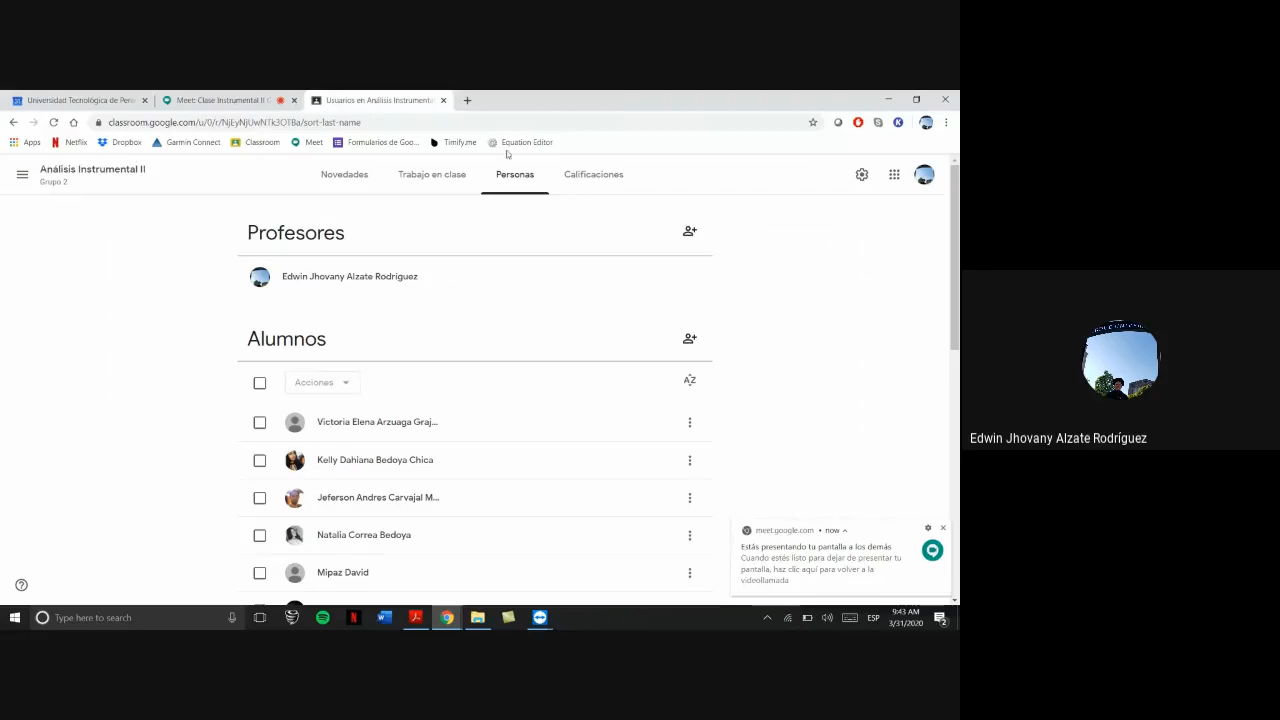 Universidad Tecnológica de Pere
Meet: Clase Instrumental II G
Usuarios en Análisis Instrumenta
classroom.google.com/u/0/r/NjEyNjUwNTk3OTBa/sort-last-name
Apps Netflix Dropbox Garmin Connect Classroom Meet Formularios de Goo... Timify.me Equation Editor
Análisis Instrumental II
Grupo 2
Novedades Trabajo en clase Personas Calificaciones
Profesores
Edwin Jhovany Alzate Rodríguez
Alumnos
Acciones
AZ
Victoria Elena Arzuaga Graj...
Kelly Dahiana Bedoya Chica
Jeferson Andres Carvajal M...
Natalia Correa Bedoya
Mipaz David
meet.google.com • now
Estás presentando tu pantalla a los demás
Cuando estés listo para dejar de presentar tu
pantalla, haz clic aquí para volver a la
videollamada
Type here to search
ESP
9:43 AM
3/31/2020
2
Edwin Jhovany Alzate Rodríguez